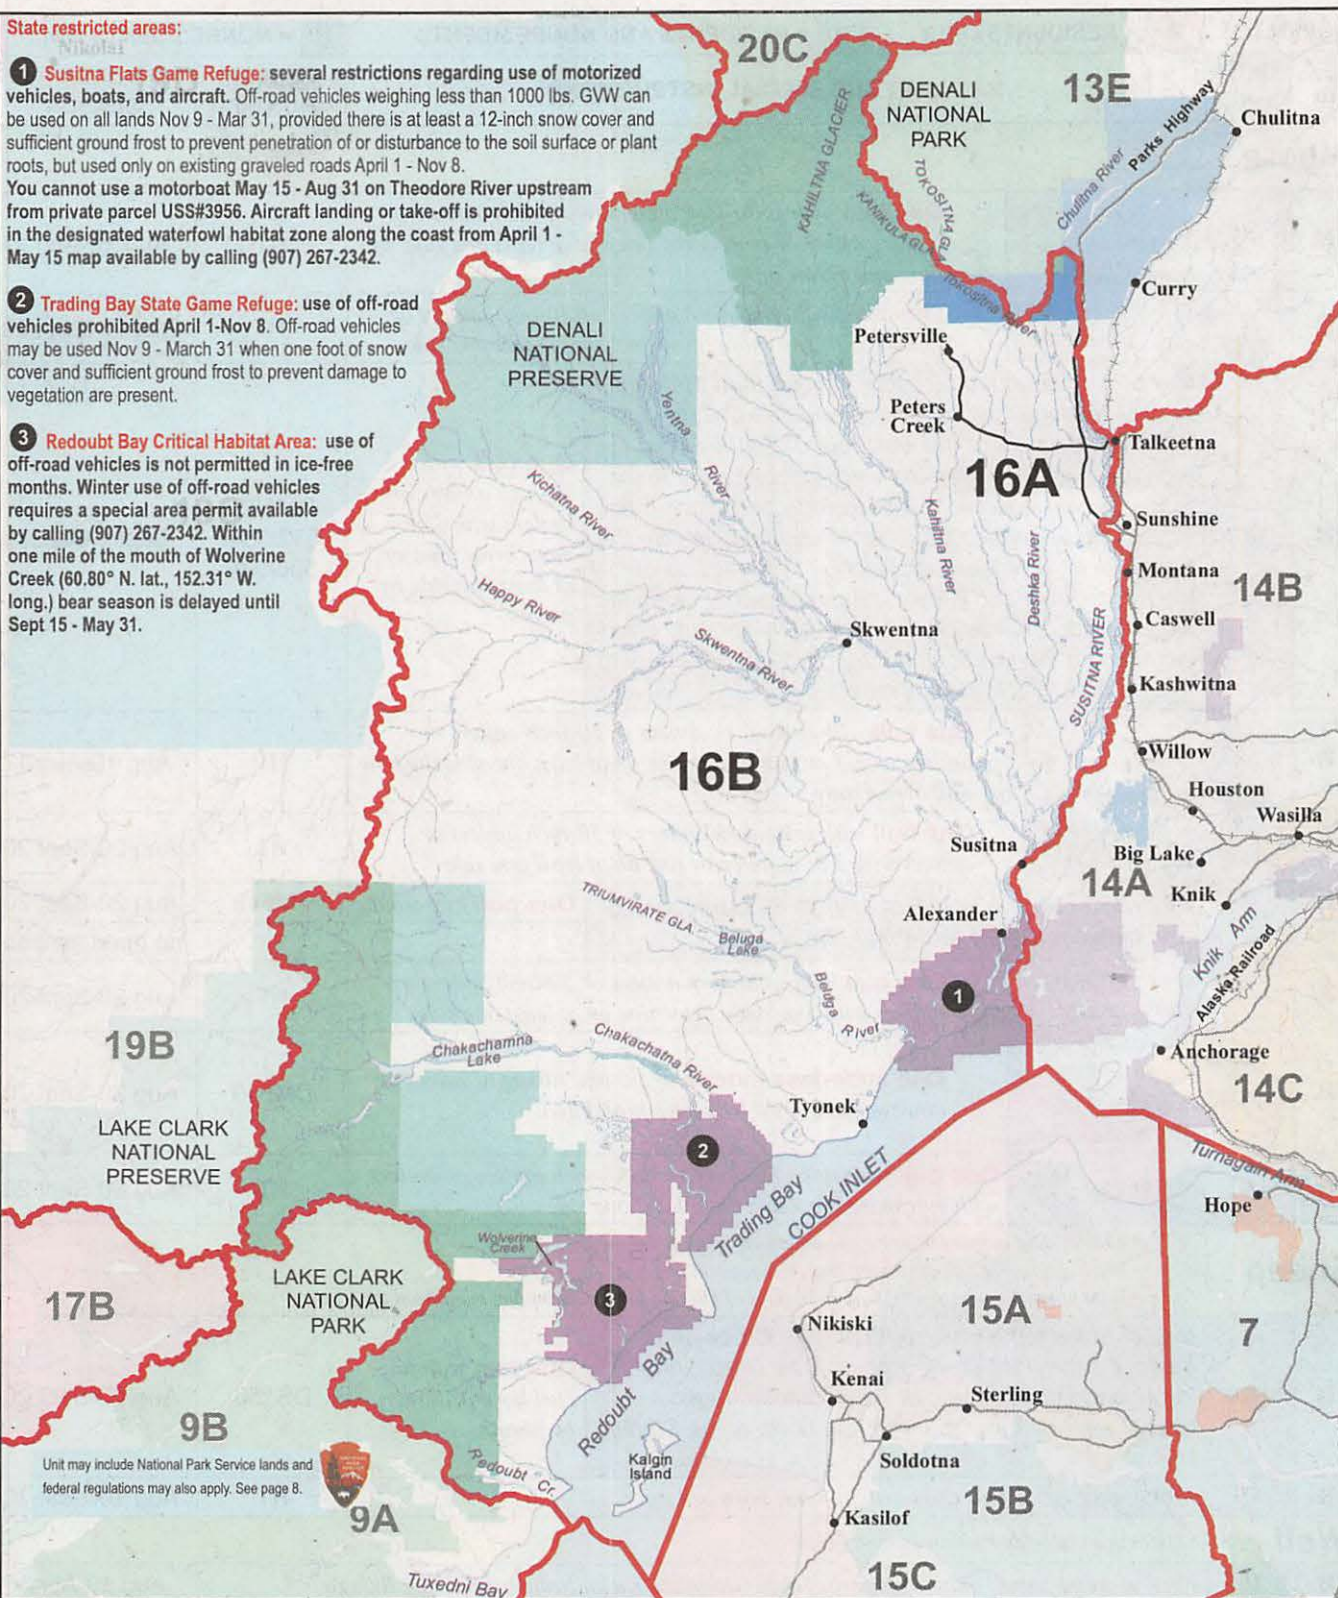 State restricted areas:
Nikolai
1 Susitna Flats Game Refuge: several restrictions regarding use of motorized
vehicles, boats, and aircraft. Off-road vehicles weighing less than 1000 lbs. GVW can
be used on all lands Nov 9 - Mar 31, provided there is at least a 12-inch snow cover and
sufficient ground frost to prevent penetration of or disturbance to the soil surface or plant
roots, but used only on existing graveled roads April 1 - Nov 8.
You cannot use a motorboat May 15 - Aug 31 on Theodore River upstream
from private parcel USS#3956. Aircraft landing or take-off is prohibited
in the designated waterfowl habitat zone along the coast from April 1 -
May 15 map available by calling (907) 267-2342.
2 Trading Bay State Game Refuge: use of off-road
vehicles prohibited April 1-Nov 8. Off-road vehicles
may be used Nov 9 - March 31 when one foot of snow
cover and sufficient ground frost to prevent damage to
vegetation are present.
3 Redoubt Bay Critical Habitat Area: use of
off-road vehicles is not permitted in ice-free
months. Winter use of off-road vehicles
requires a special area permit available
by calling (907) 267-2342. Within
one mile of the mouth of Wolverine
Creek (60.80° N. lat., 152.31° W.
long.) bear season is delayed until
Sept 15 - May 31.
20C
DENALI
NATIONAL
PARK
13E
Parks Highway
Chulitna
Chulitna River
KAHILTNA GLACIER
TOKOSITNA GLA.
KANIKULA GLA.
Tokositna River
Curry
DENALI
NATIONAL
PRESERVE
Petersville
Peters
Creek
Talkeetna
16A
Yentna
River
Kichatna River
Kahiltna River
Deshka River
Sunshine
Montana
14B
Happy River
Caswell
Skwentna
Skwentna River
SUSITNA RIVER
Kashwitna
16B
Willow
Houston
Wasilla
Susitna
Big Lake
14A
Knik
TRIUMVIRATE GLA.
Alexander
Beluga
Lake
Knik Arm
Alaska Railroad
Beluga
River
1
19B
Chakachamna
Lake
Chakachatna River
Anchorage
14C
Tyonek
LAKE CLARK
NATIONAL
PRESERVE
2
Turnagain Arm
Trading Bay
COOK INLET
Hope
Wolverine
Creek
LAKE CLARK
NATIONAL
PARK
17B
3
15A
Nikiski
7
Redoubt Bay
Kenai
Sterling
9B
Unit may include National Park Service lands and
federal regulations may also apply. See page 8.
Redoubt Cr.
Kalgin
Island
Soldotna
15B
9A
Kasilof
15C
Tuxedni Bay